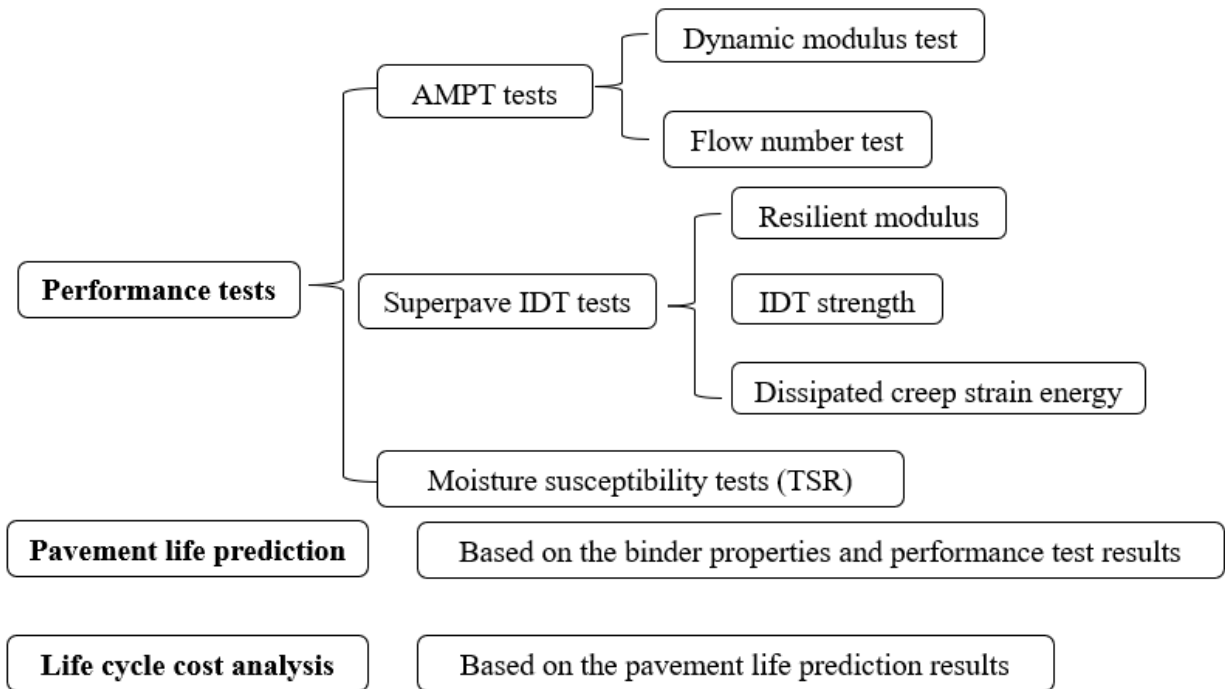 Dynamic modulus test
AMPT tests
Flow number test
Resilient modulus
Performance tests
Superpave IDT tests
IDT strength
Dissipated creep strain energy
Moisture susceptibility tests (TSR)
Pavement life prediction
Based on the binder properties and performance test results
Life cycle cost analysis
Based on the pavement life prediction results